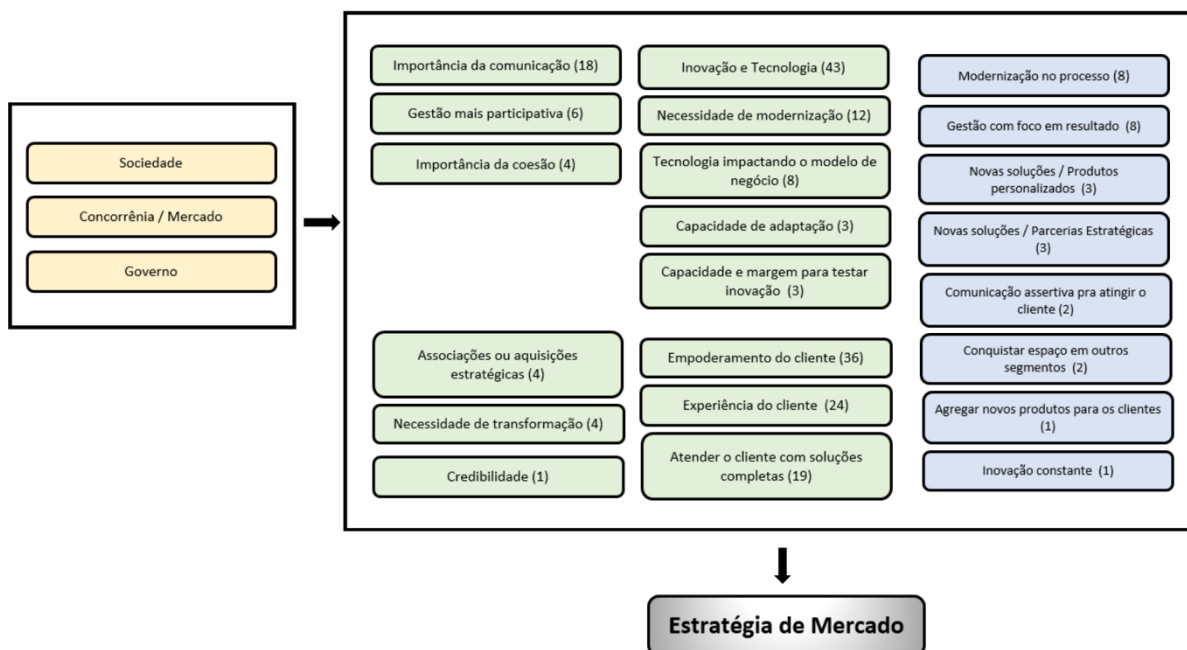 Sociedade
Concorrênia / Mercado
Governo
Importância da comunicação (18)
Gestão mais participativa (6)
Importância da coesão (4)
Associações ou aquisições
estratégicas (4)
Necessidade de transformação (4)
Credibilidade (1)
Inovação e Tecnologia (43)
Necessidade de modernização (12)
Tecnologia impactando o modelo de
negócio (8)
Capacidade de adaptação (3)
Capacidade e margem para testar
inovação (3)
Empoderamento do cliente (36)
Experiência do cliente (24)
Atender o cliente com soluções
completas (19)
Modernização no processo (8)
Gestão com foco em resultado (8)
Novas soluções / Produtos
personalizados (3)
Novas soluções / Parcerias Estratégicas
(3)
Comunicação assertiva pra atingir o
cliente (2)
Conquistar espaço em outros
segmentos (2)
Agregar novos produtos para os clientes
(1)
Inovação constante (1)
Estratégia de Mercado